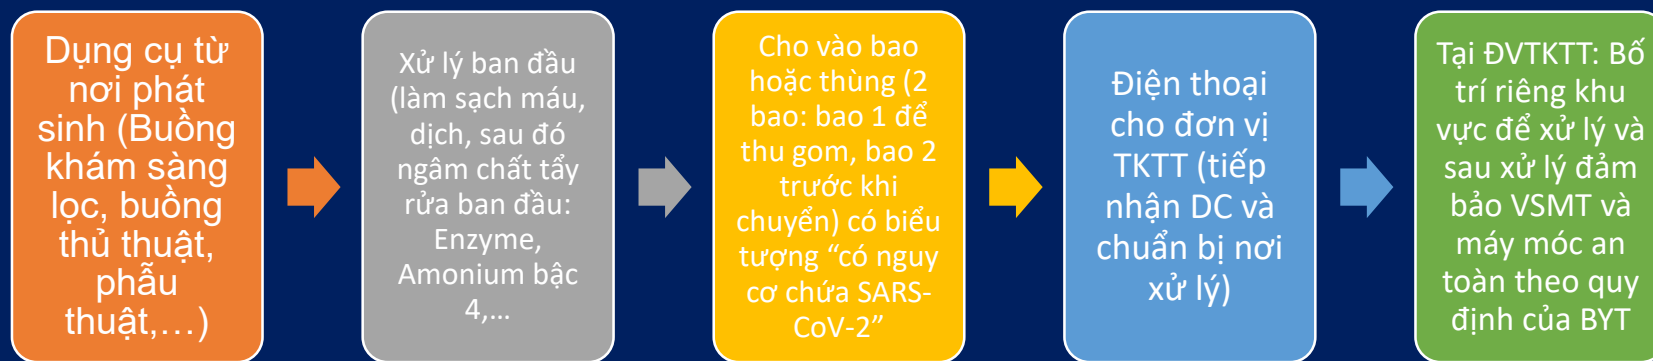 Dụng cụ từ
nơi phát
sinh (Buồng
khám sàng
lọc, buồng
thủ thuật,
phẫu
thuật,…)
Xử lý ban đầu
(làm sạch máu,
dịch, sau đó
ngâm chất tẩy
rửa ban đầu:
Enzyme,
Amonium bậc
4,…
Cho vào bao
hoặc thùng (2
bao: bao 1 để
thu gom, bao 2
trước khi
chuyển) có biểu
tượng “có nguy
cơ chứa SARS-
CoV-2”
Điện thoại
cho đơn vị
TKTT (tiếp
nhận DC và
chuẩn bị nơi
xử lý)
Tại ĐVTKTT: Bố
trí riêng khu
vực để xử lý và
sau xử lý đảm
bảo VSMT và
máy móc an
toàn theo quy
định của BYT